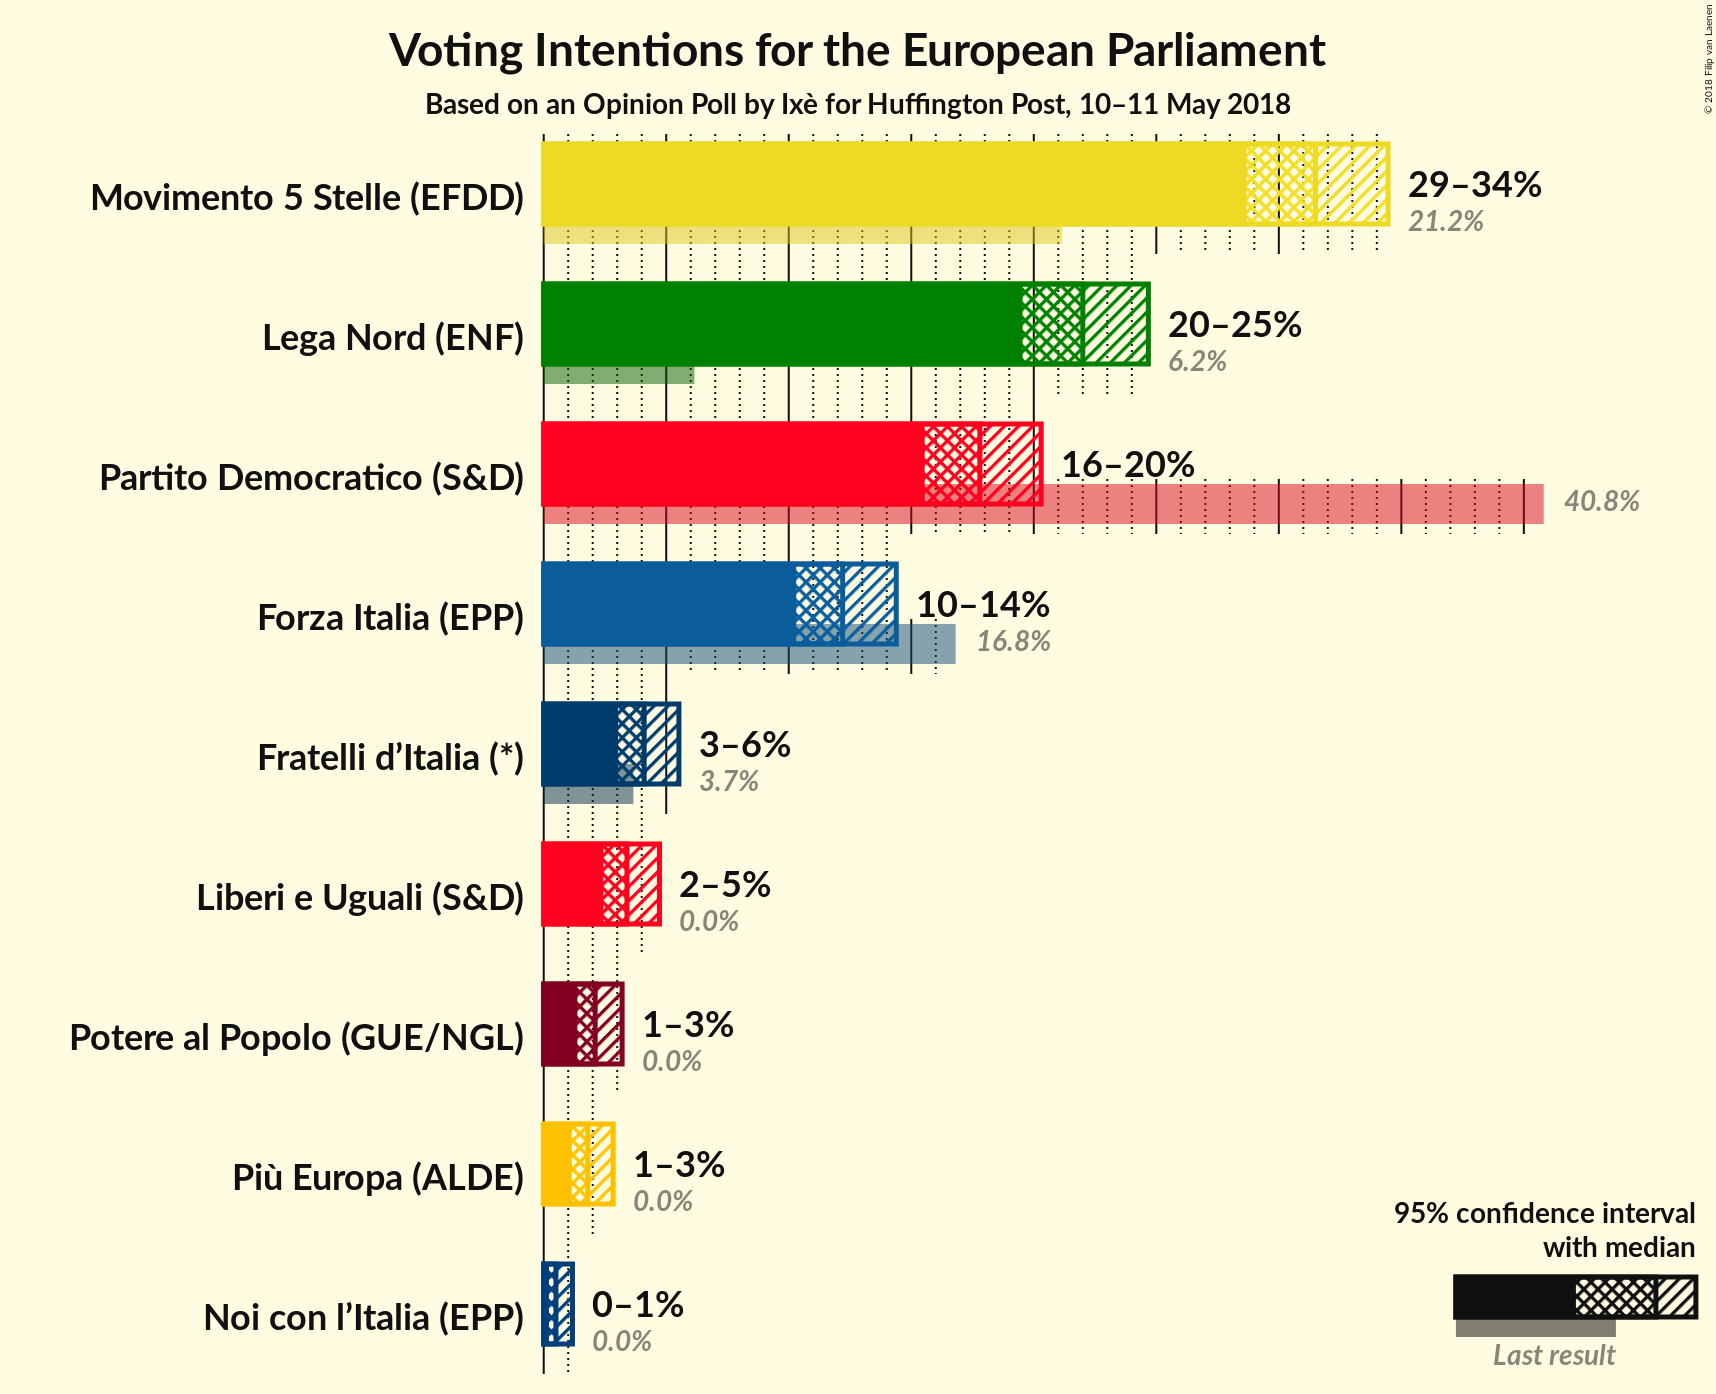 Voting Intentions for the European Parliament
Based on an Opinion Poll by Ixè for Huffington Post, 10–11 May 2018
© 2018 Filip van Laenen
Movimento 5 Stelle (EFDD)
29–34%
21.2%
Lega Nord (ENF)
20–25%
6.2%
Partito Democratico (S&D)
16–20%
40.8%
Forza Italia (EPP)
10–14%
16.8%
Fratelli d’Italia (*)
3–6%
3.7%
Liberi e Uguali (S&D)
2–5%
0.0%
Potere al Popolo (GUE/NGL)
1–3%
0.0%
Più Europa (ALDE)
1–3%
0.0%
Noi con l’Italia (EPP)
0–1%
0.0%
95% confidence interval
with median
Last result